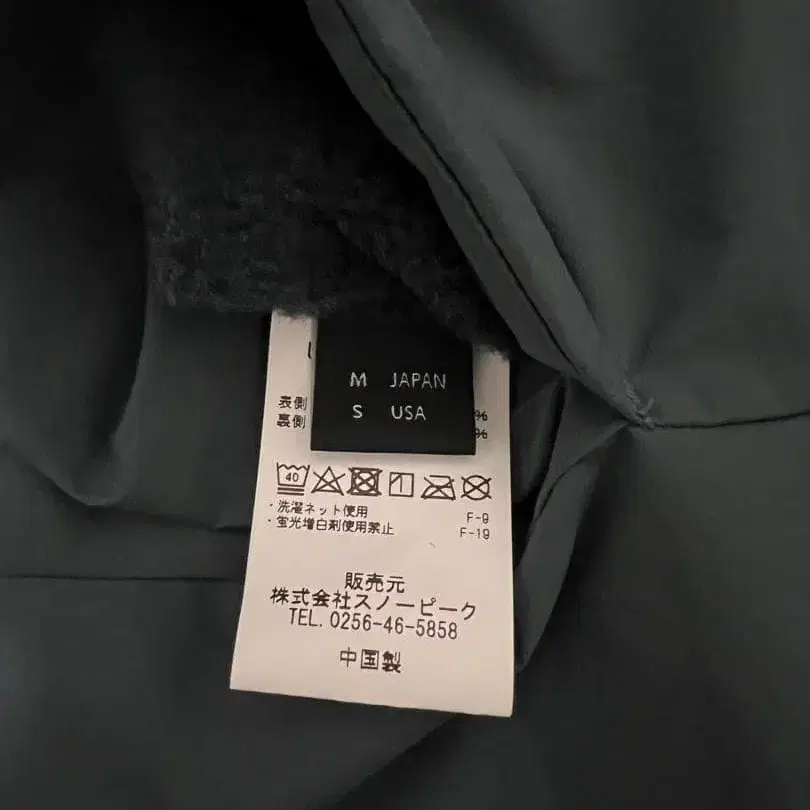 M JAPAN
S USA
表側 %
裏側 %
40
・洗濯ネット使用 F-9
・蛍光増白剤使用禁止 F-19
販売元
株式会社スノーピーク
TEL. 0256-46-5858
中国製